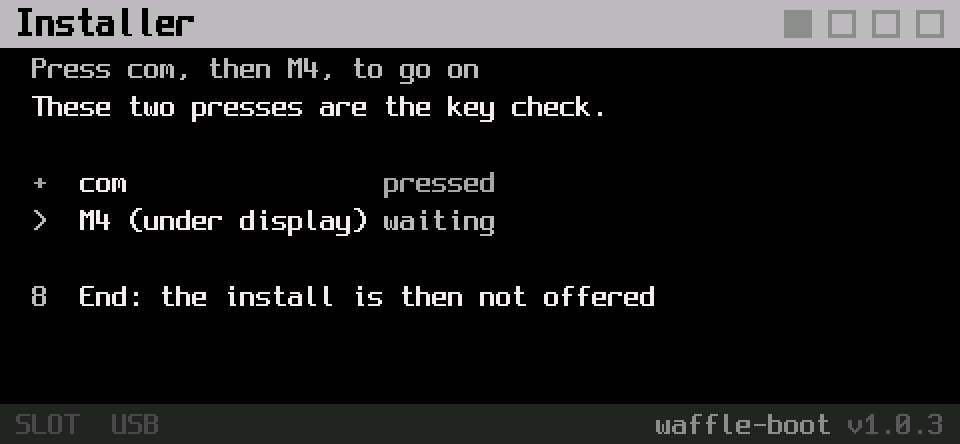 Installer
Press com, then M4, to go on
These two presses are the key check.
+ com pressed
> M4 (under display) waiting
8 End: the install is then not offered
SLOT USB waffle-boot v1.0.3